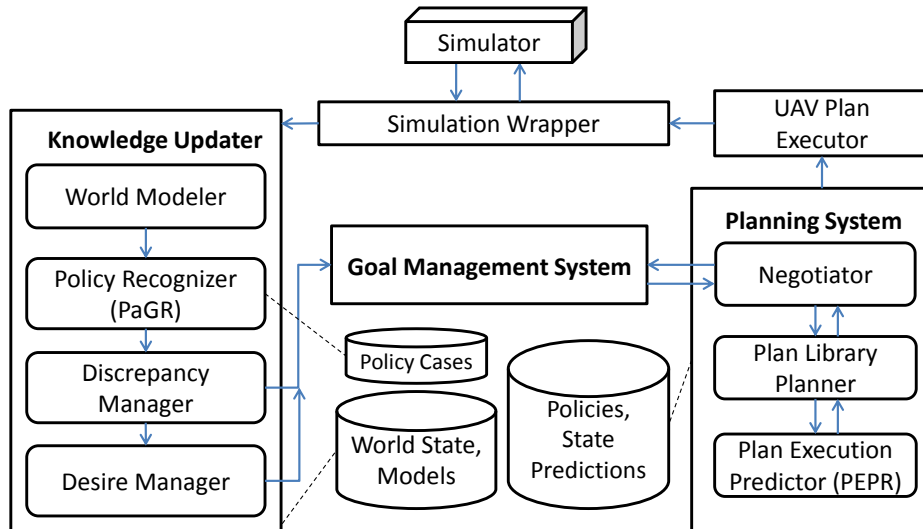 Simulator
Simulation Wrapper
UAV Plan
Executor
Knowledge Updater
World Modeler
Policy Recognizer
(PaGR)
Discrepancy
Manager
Desire Manager
Goal Management System
Policy Cases
World State,
Models
Policies,
State
Predictions
Planning System
Negotiator
Plan Library
Planner
Plan Execution
Predictor (PEPR)